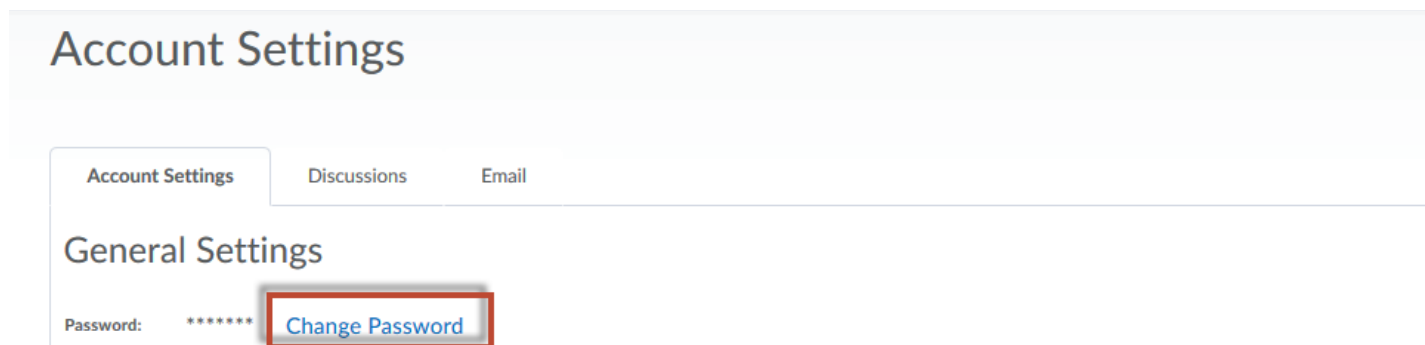 Account Settings
Account Settings Discussions Email
General Settings
Password: ******* Change Password